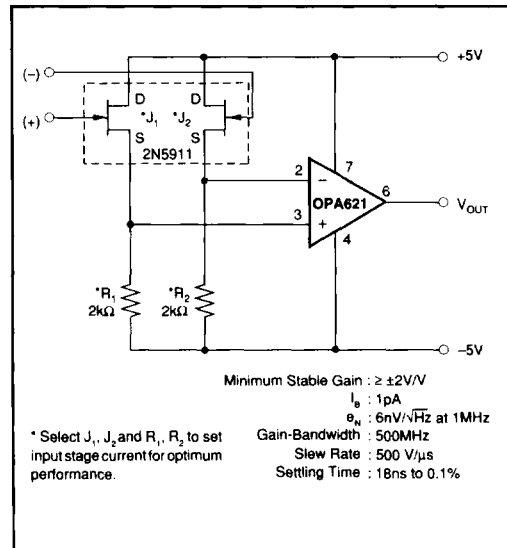 +5V
(–)
(+)
D
D
*J1
*J2
S
S
2N5911
2
7
–
OPA621
6
VOUT
3
+
4
*R1
2kΩ
*R2
2kΩ
–5V
Minimum Stable Gain : ≥ ±2V/V
IB : 1pA
eN : 6nV/√Hz at 1MHz
Gain-Bandwidth : 500MHz
Slew Rate : 500 V/µs
Settling Time : 18ns to 0.1%
* Select J1, J2 and R1, R2 to set
input stage current for optimum
performance.